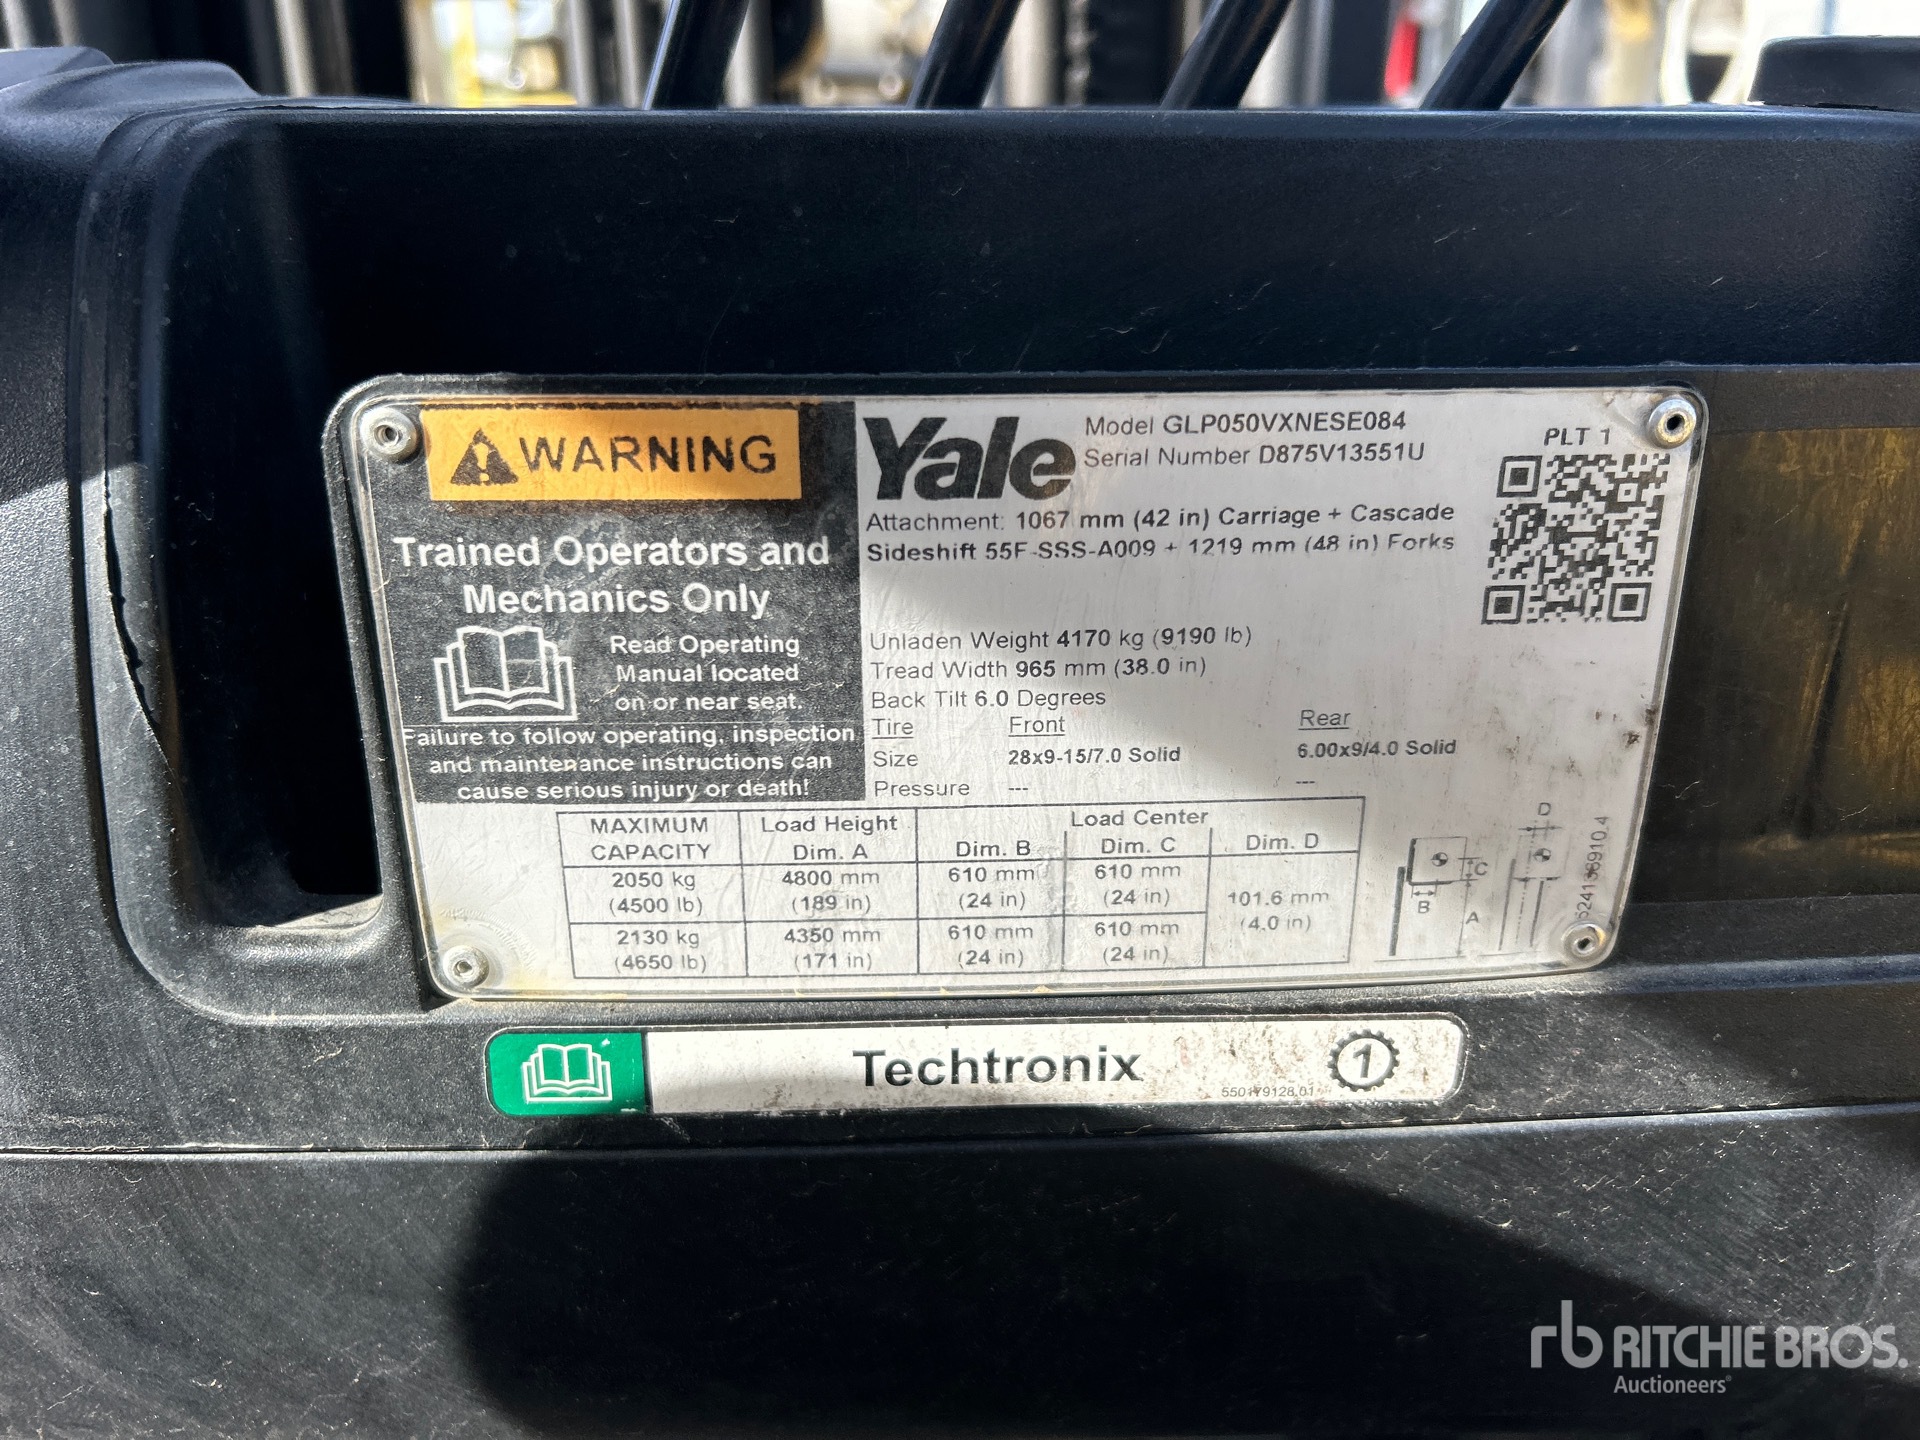 WARNING
Trained Operators and
Mechanics Only
Read Operating
Manual located
on or near seat.
Failure to follow operating, inspection
and maintenance instructions can
cause serious injury or death!
Yale
Model GLP050VXNESE084
Serial Number D875V13551U
PLT 1
Attachment: 1067 mm (42 in) Carriage + Cascade
Sideshift 55F-SSS-A009 + 1219 mm (48 in) Forks
Unladen Weight 4170 kg (9190 lb)
Tread Width 965 mm (38.0 in)
Back Tilt 6.0 Degrees
Tire Front Rear
Size 28x9-15/7.0 Solid 6.00x9/4.0 Solid
Pressure --- ---
MAXIMUM Load Height Load Center
CAPACITY Dim. A Dim. B Dim. C Dim. D
2050 kg 4800 mm 610 mm 610 mm
(4500 lb) (189 in) (24 in) (24 in) 101.6 mm
2130 kg 4350 mm 610 mm 610 mm (4.0 in)
(4650 lb) (171 in) (24 in) (24 in)
D
C
B
A
Techtronix
1
550179128.01
rb RITCHIE BROS.
Auctioneers